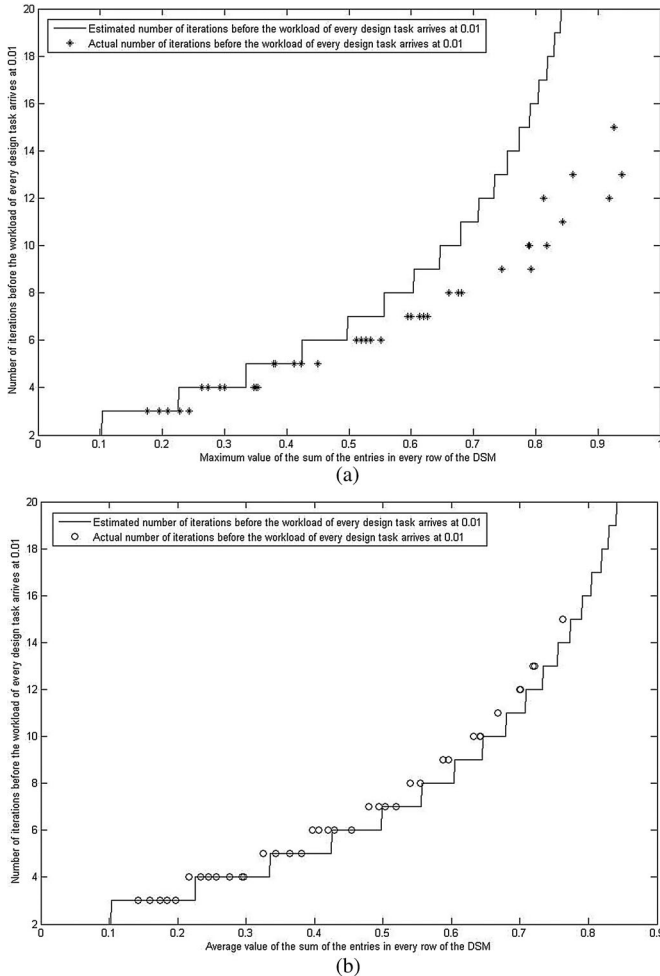 20
18
16
14
12
10
8
6
4
2
Number of iterations before the workload of every design task arrives at 0.01
Estimated number of iterations before the workload of every design task arrives at 0.01
Actual number of iterations before the workload of every design task arrives at 0.01
0 0.1 0.2 0.3 0.4 0.5 0.6 0.7 0.8 0.9 1
Maximum value of the sum of the entries in every row of the DSM
(a)
20
18
16
14
12
10
8
6
4
2
Number of iterations before the workload of every design task arrives at 0.01
Estimated number of iterations before the workload of every design task arrives at 0.01
Actual number of iterations before the workload of every design task arrives at 0.01
0 0.1 0.2 0.3 0.4 0.5 0.6 0.7 0.8 0.9
Average value of the sum of the entries in every row of the DSM
(b)